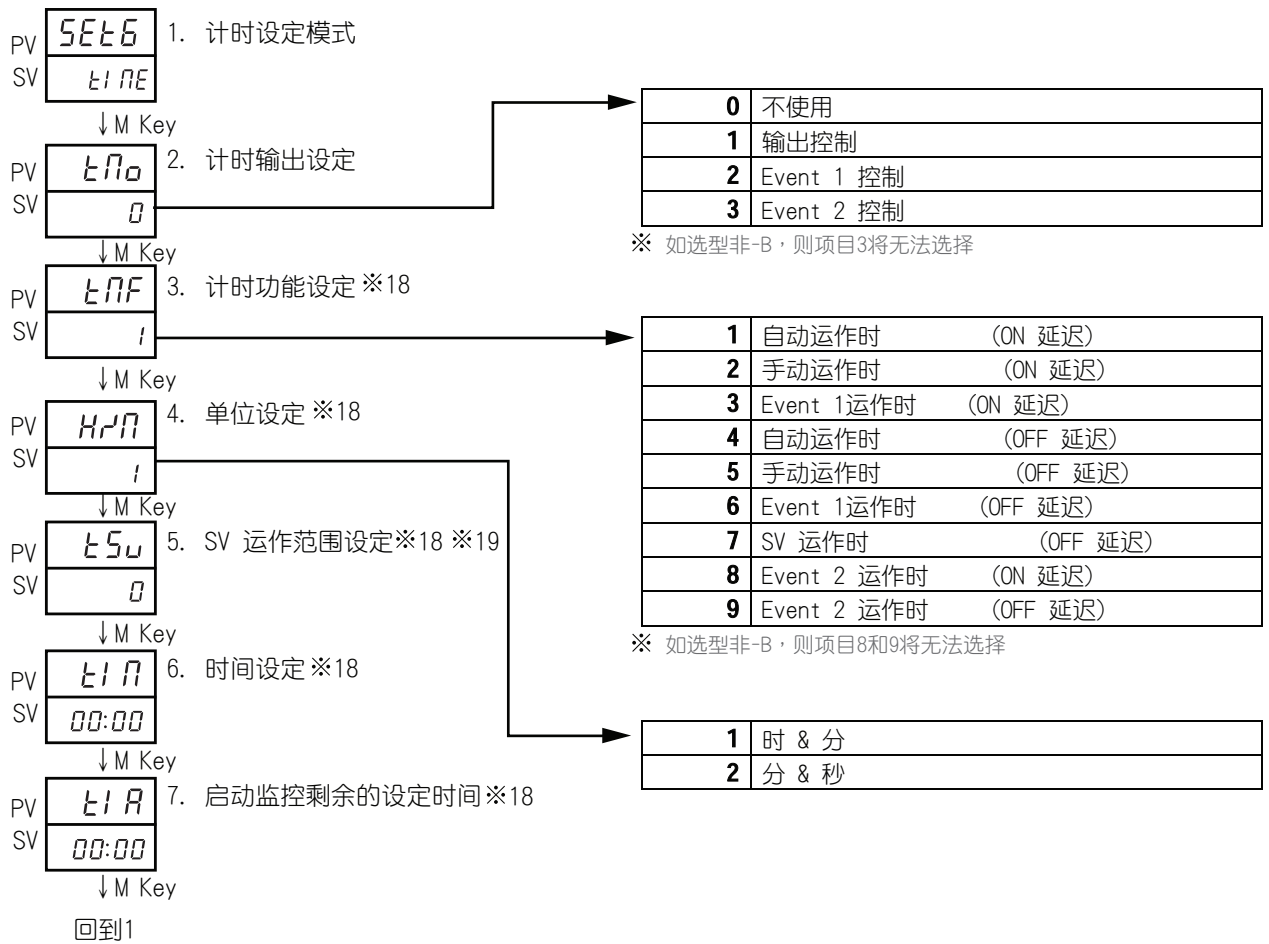 PV SEt6 1. 计时设定模式
SV tIME
↓M Key
PV tMo 2. 计时输出设定
SV 0
↓M Key
PV tMF 3. 计时功能设定※18
SV 1
↓M Key
PV H/M 4. 单位设定※18
SV 1
↓M Key
PV tSv 5. SV 运作范围设定※18 ※19
SV 0
↓M Key
PV tIM 6. 时间设定※18
SV 00:00
↓M Key
PV tIA 7. 启动监控剩余的设定时间※18
SV 00:00
↓M Key
回到1
0 不使用
1 输出控制
2 Event 1 控制
3 Event 2 控制
※ 如选型非-B，则项目3将无法选择
1 自动运作时 (ON 延迟)
2 手动运作时 (ON 延迟)
3 Event 1运作时 (ON 延迟)
4 自动运作时 (OFF 延迟)
5 手动运作时 (OFF 延迟)
6 Event 1运作时 (OFF 延迟)
7 SV 运作时 (OFF 延迟)
8 Event 2 运作时 (ON 延迟)
9 Event 2 运作时 (OFF 延迟)
※ 如选型非-B，则项目8和9将无法选择
1 时 & 分
2 分 & 秒